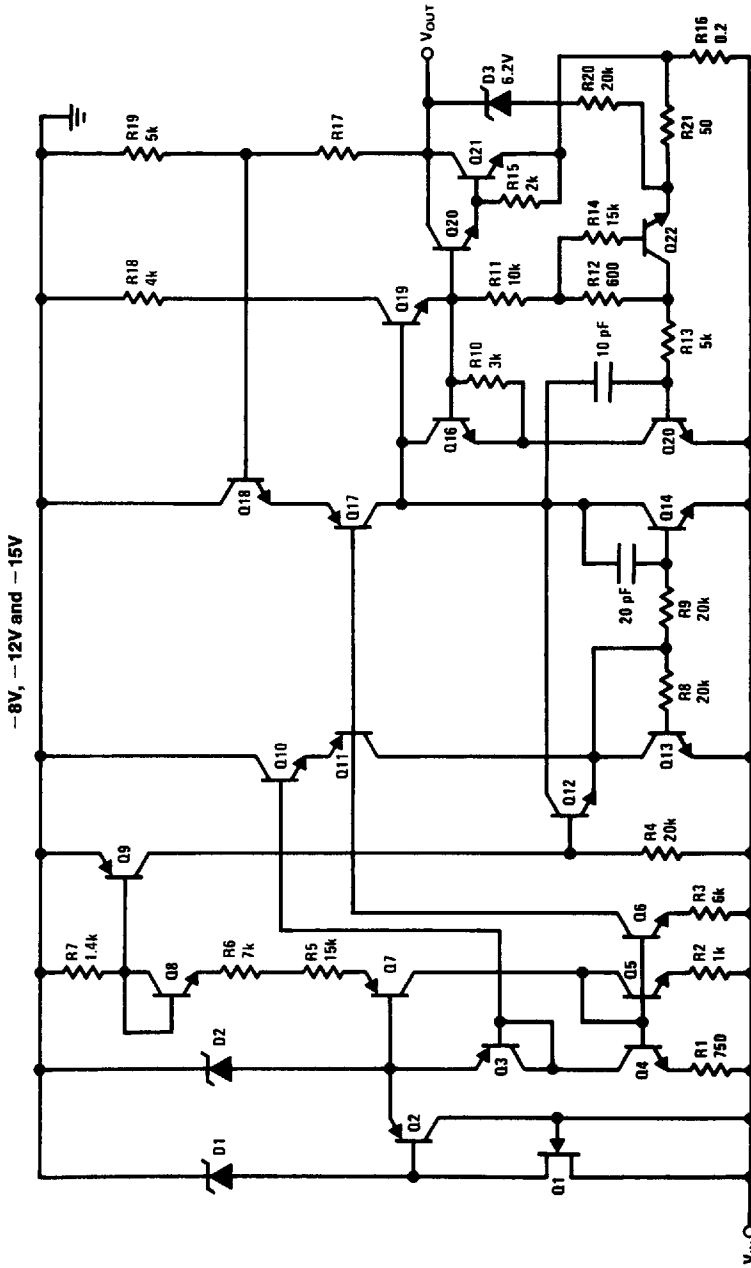 −8V, −12V and −15V
R19
5k
R18
4k
R17
VOUT
D3
6.2V
R20
20k
R16
0.2
R21
50
Q21
R15
2k
Q20
R14
15k
Q22
R12
600
R11
10k
Q19
R10
3k
Q16
10 pF
R13
5k
Q20
Q18
Q17
Q14
20 pF
R9
20k
R8
20k
Q10
Q11
Q12
Q13
Q9
R4
20k
R7
1.4k
Q8
R6
7k
R5
15k
Q7
Q6
Q5
R3
6k
R2
1k
D2
Q3
Q4
R1
750
D1
Q2
Q1